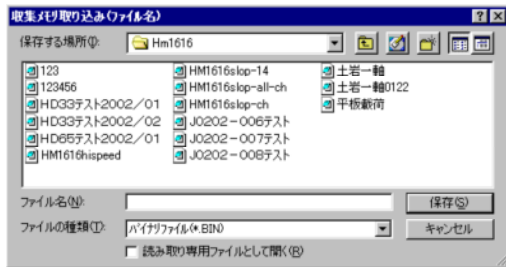 収集メモリ取り込み(ファイル名)
保存する場所(I):
Hm1616
123
123456
HD33テスト2002／01
HD33テスト2002／02
HD65テスト2002／01
HM1616hispeed
HM1616slop-14
HM1616slop-all-ch
HM1616slop-ch
J0202－006テスト
J0202－007テスト
J0202－008テスト
土岩一軸
土岩一軸0122
平板載荷
ファイル名(N):
保存(S)
ファイルの種類(T):
バイナリファイル(*.BIN)
キャンセル
読み取り専用ファイルとして開く(R)